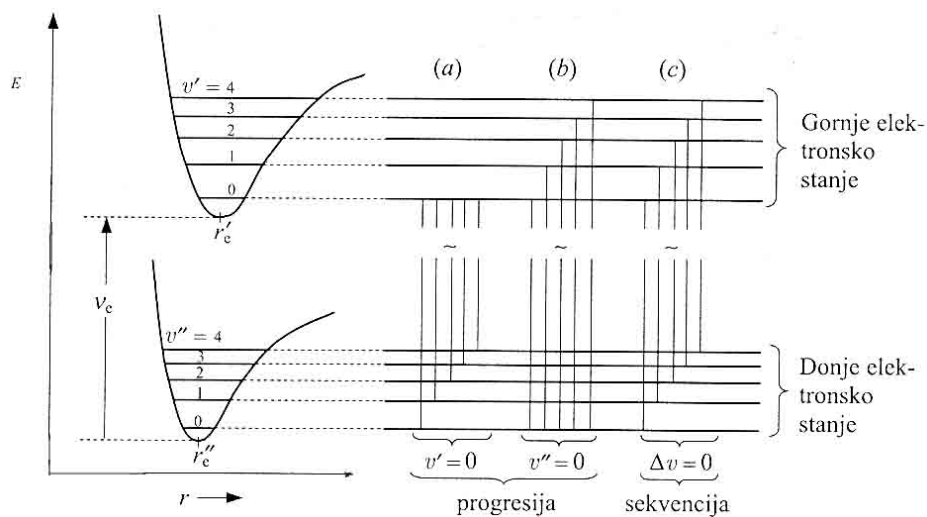 E
(a)
(b)
(c)
v′ = 4
3
2
1
0
r′e
Gornje elek-
tronsko
stanje
~
~
~
νe
v″ = 4
3
2
1
0
r″e
Donje elek-
tronsko
stanje
v′ = 0
v″ = 0
Δv = 0
r
progresija
sekvencija